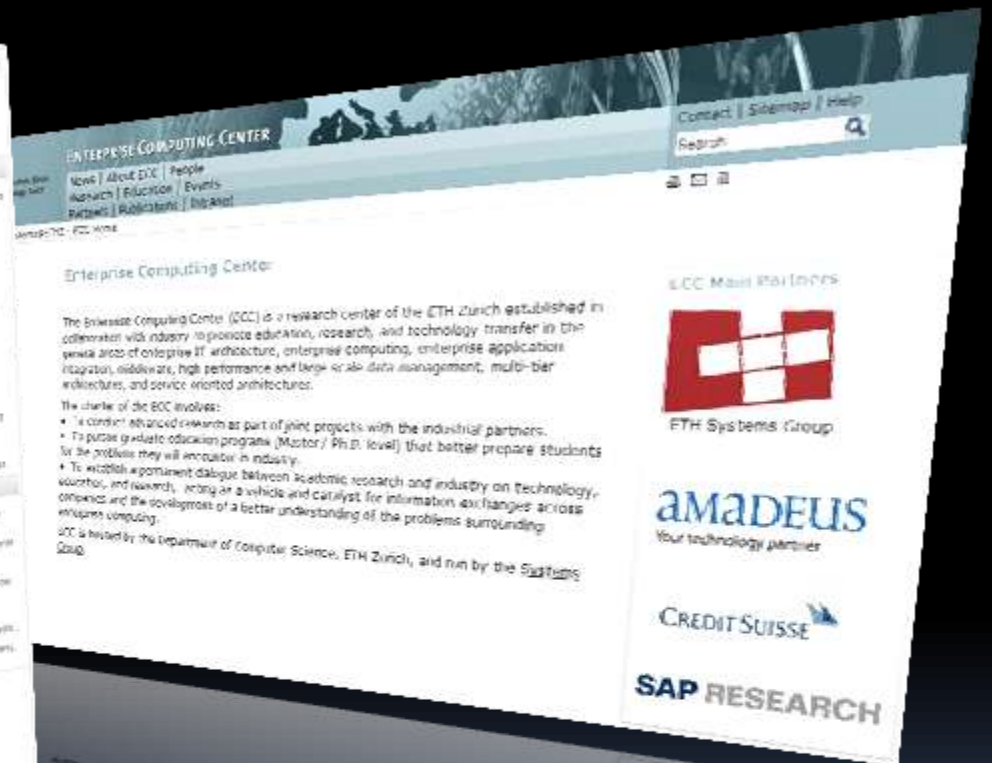 ENTERPRISE COMPUTING CENTER
News | About ECC | People
Research | Education | Events
Partners | Publications | Intranet
Contact | Sitemap | Help
Search
ECC Home
Enterprise Computing Center
The Enterprise Computing Center (ECC) is a research center of the ETH Zurich established in
collaboration with industry to promote education, research, and technology transfer in the
general areas of enterprise IT architecture, enterprise computing, enterprise application
integration, middleware, high performance and large scale data management, multi-tier
architectures, and service oriented architectures.
The charter of the ECC involves:
• To conduct advanced research as part of joint projects with the industrial partners.
• To pursue graduate education programs (Master / Ph.D. level) that better prepare students
for the problems they will encounter in industry.
• To establish a permanent dialogue between academic research and industry on technology,
education, and research, acting as a vehicle and catalyst for information exchanges across
companies and the development of a better understanding of the problems surrounding
enterprise computing.
ECC is hosted by the Department of Computer Science, ETH Zurich, and run by the Systems
Group.
ECC Main Partners
ETH Systems Group
aMaDEUS
Your technology partner
CREDIT SUISSE
SAP RESEARCH